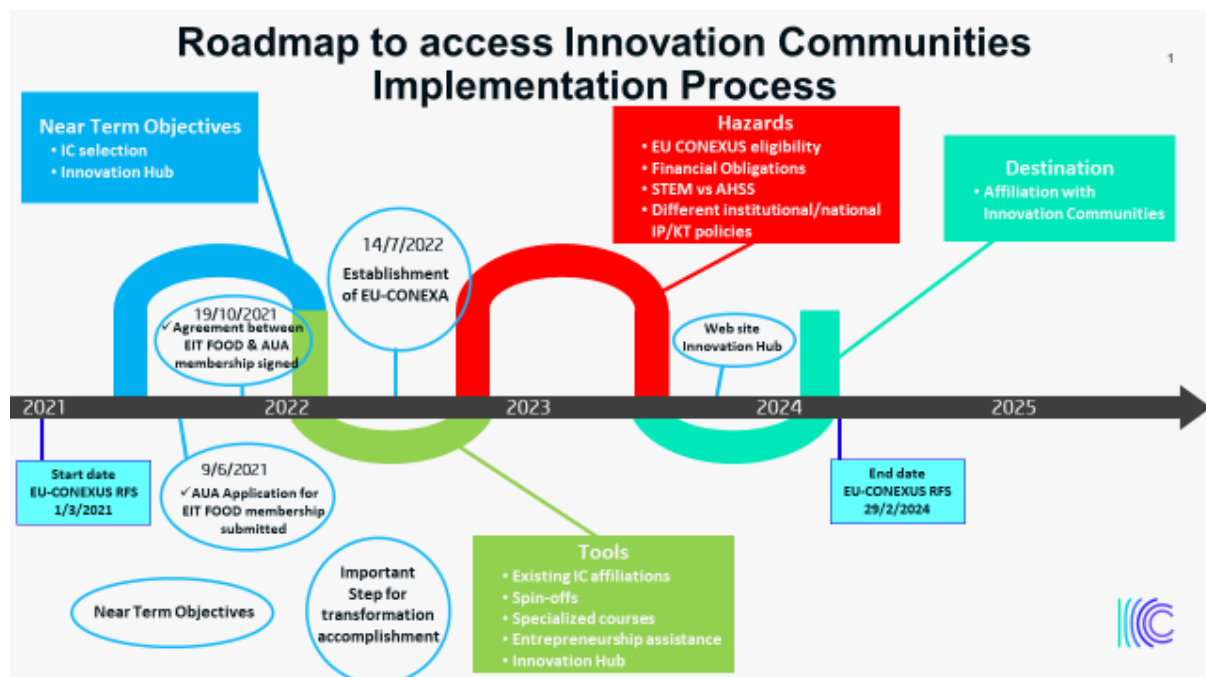 Roadmap to access Innovation Communities
Implementation Process
1
Near Term Objectives
• IC selection
• Innovation Hub
Hazards
• EU CONEXUS eligibility
• Financial Obligations
• STEM vs AHSS
• Different institutional/national
IP/KT policies
Destination
• Affiliation with
Innovation Communities
14/7/2022
Establishment
of EU-CONEXA
19/10/2021
✓Agreement between
EIT FOOD & AUA
membership signed
Web site
Innovation Hub
2021
2022
2023
2024
2025
Start date
EU-CONEXUS RFS
1/3/2021
9/6/2021
✓AUA Application for
EIT FOOD membership
submitted
End date
EU-CONEXUS RFS
29/2/2024
Near Term Objectives
Important
Step for
transformation
accomplishment
Tools
• Existing IC affiliations
• Spin-offs
• Specialized courses
• Entrepreneurship assistance
• Innovation Hub